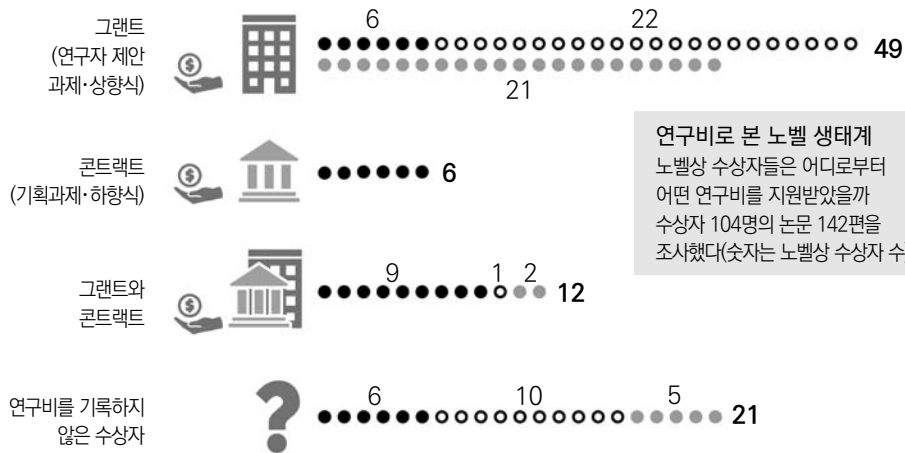 그랜트
(연구자 제안
과제·상향식)
6
22
49
21
연구비로 본 노벨 생태계
노벨상 수상자들은 어디로부터
어떤 연구비를 지원받았을까
수상자 104명의 논문 142편을
조사했다(숫자는 노벨상 수상자 수)
콘트랙트
(기획과제·하향식)
6
그랜트와
콘트랙트
9
1
2
12
연구비를 기록하지
않은 수상자
6
10
5
21